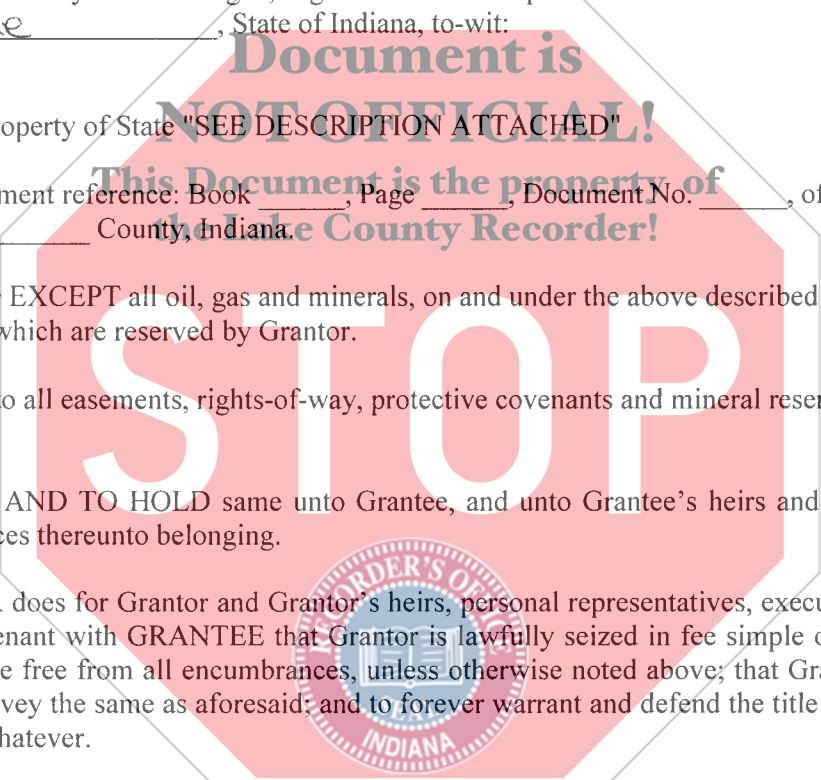 , State of Indiana, to-wit:
Document is
NOT OFFICIAL!
operty of State "SEE DESCRIPTION ATTACHED"
This Document is the property of
ment reference: Book ______, Page ______, Document No. ______, of
the Lake County Recorder!
________ County, Indiana.
EXCEPT all oil, gas and minerals, on and under the above described
which are reserved by Grantor.
STOP
o all easements, rights-of-way, protective covenants and mineral reser
AND TO HOLD same unto Grantee, and unto Grantee's heirs and
ces thereunto belonging.
RECORDER'S OFFICE
does for Grantor and Grantor's heirs, personal representatives, execu
enant with GRANTEE that Grantor is lawfully seized in fee simple o
e free from all encumbrances, unless otherwise noted above; that Gra
vey the same as aforesaid; and to forever warrant and defend the title
SEAL
INDIANA
hatever.